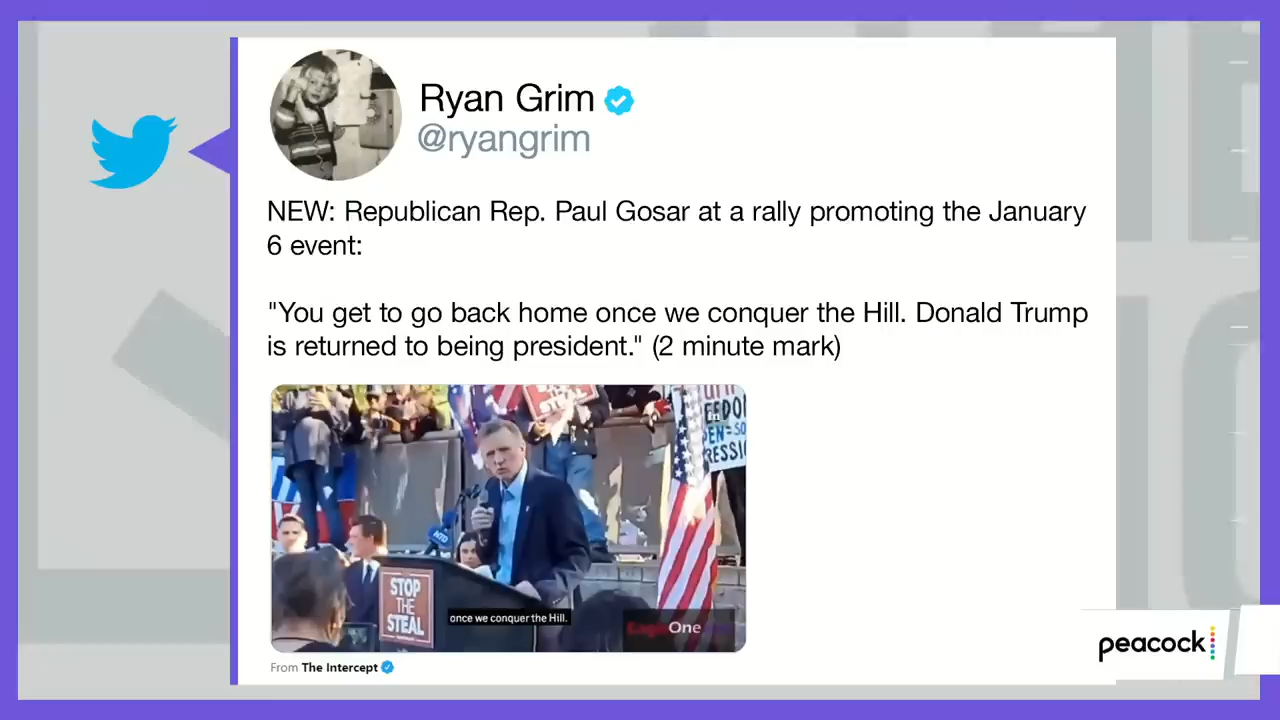 Ryan Grim
@ryangrim
NEW: Republican Rep. Paul Gosar at a rally promoting the January
6 event:
"You get to go back home once we conquer the Hill. Donald Trump
is returned to being president." (2 minute mark)
STOP
THE
STEAL
once we conquer the Hill.
One
From The Intercept
peacock